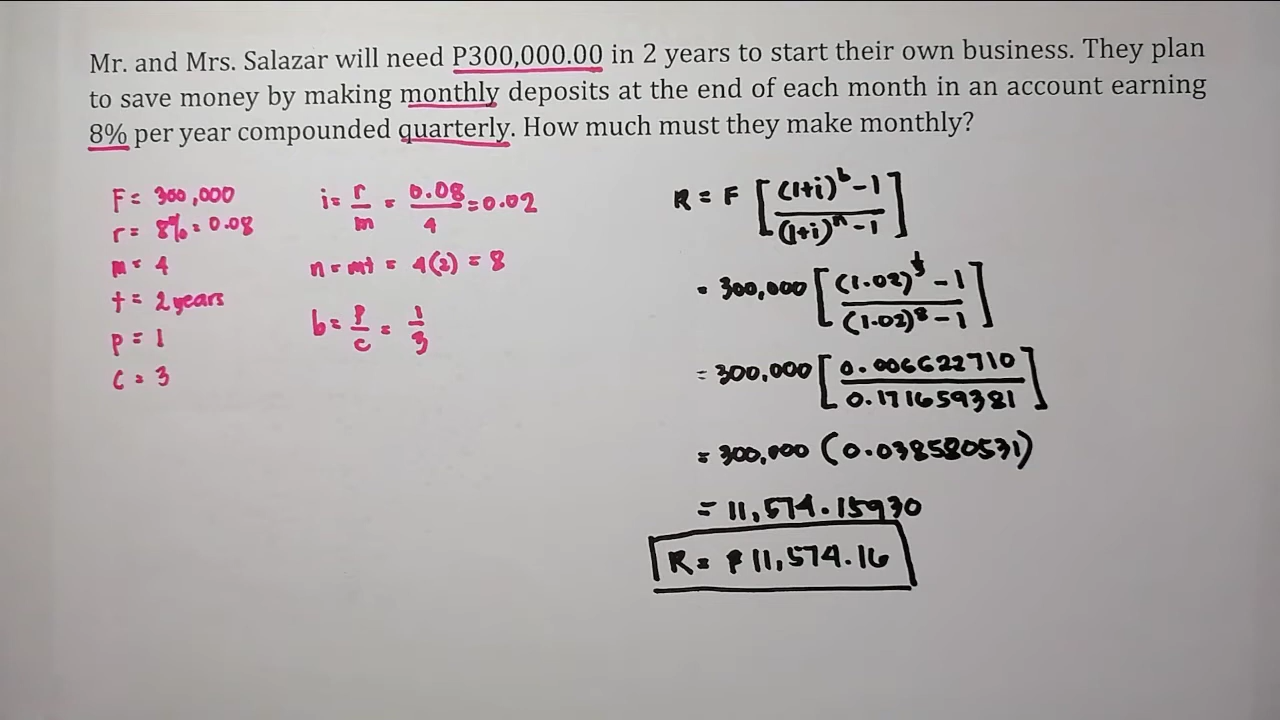 Mr. and Mrs. Salazar will need P300,000.00 in 2 years to start their own business. They plan
to save money by making monthly deposits at the end of each month in an account earning
8% per year compounded quarterly. How much must they make monthly?
F = 300,000
r = 8% = 0.08
m = 4
t = 2 years
p = 1
c = 3
i = r/m = 0.08/4 = 0.02
n = mt = 4(2) = 8
b = p/c = 1/3
R = F [((1+i)^b - 1)/((1+i)^n - 1)]
= 300,000 [((1.02)^1/3 - 1)/((1.02)^8 - 1)]
= 300,000 [0.006622710/0.171659381]
= 300,000 (0.038580531)
= 11,574.15930
R = ₱11,574.16